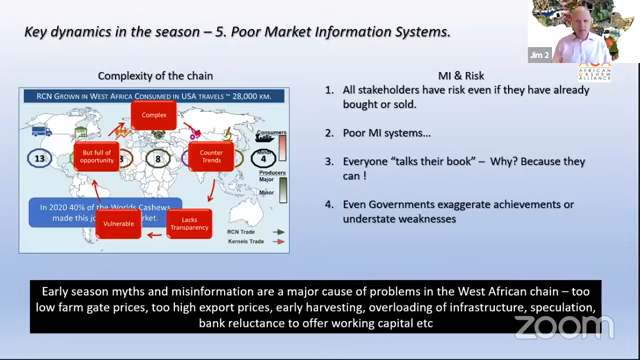 Key dynamics in the season – 5. Poor Market Information Systems.
Jim 2
AFRICAN
CASHEW
ALLIANCE
Complexity of the chain
RCN GROWN IN WEST AFRICA CONSUMED IN USA TRAVELS ~ 28,000 KM.
Complex
But full of
opportunity
Counter
Trends
Vulnerable
Lacks
Transparency
13
8
4
Consumers
Major
Producers
Major
Minor
In 2020 40% of the Worlds Cashews
made this jo
RCN Trade
Kernels Trade
MI & Risk
1. All stakeholders have risk even if they have already
bought or sold.
2. Poor MI systems…
3. Everyone “talks their book” – Why? Because they
can !
4. Even Governments exaggerate achievements or
understate weaknesses
Early season myths and misinformation are a major cause of problems in the West African chain – too
low farm gate prices, too high export prices, early harvesting, overloading of infrastructure, speculation,
bank reluctance to offer working capital etc
zoom